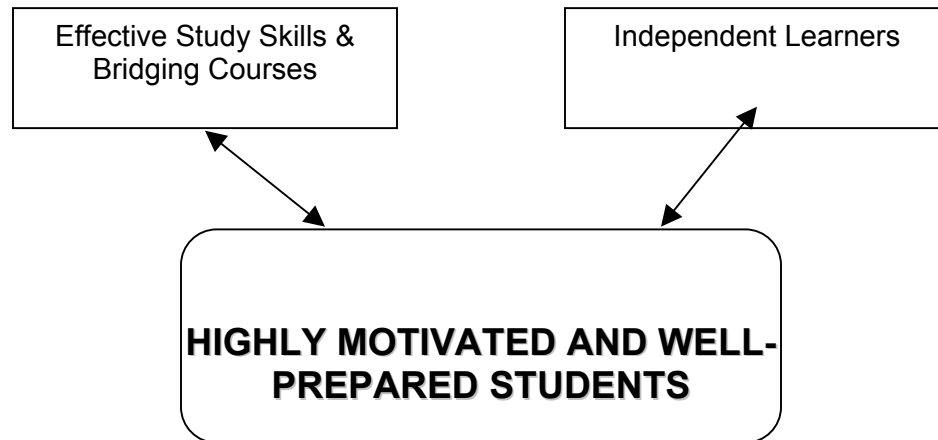 Effective Study Skills &
Bridging Courses
Independent Learners
HIGHLY MOTIVATED AND WELL-
PREPARED STUDENTS